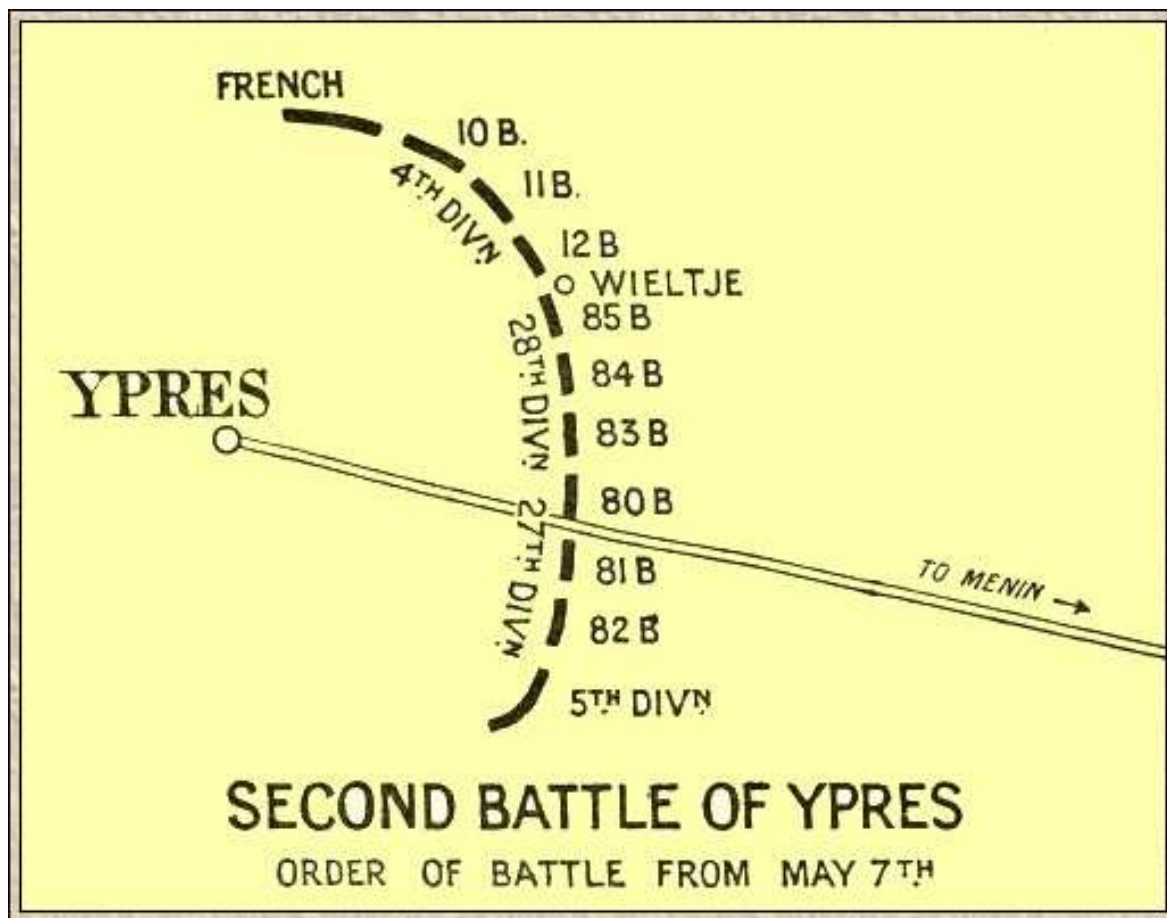 FRENCH
10 B.
4TH DIVN
11 B.
12 B
WIELTJE
85 B
28TH DIVN
84 B
YPRES
83 B
80 B
27TH DIVN
81 B
TO MENIN
82 B
5TH DIVN
SECOND BATTLE OF YPRES
ORDER OF BATTLE FROM MAY 7TH